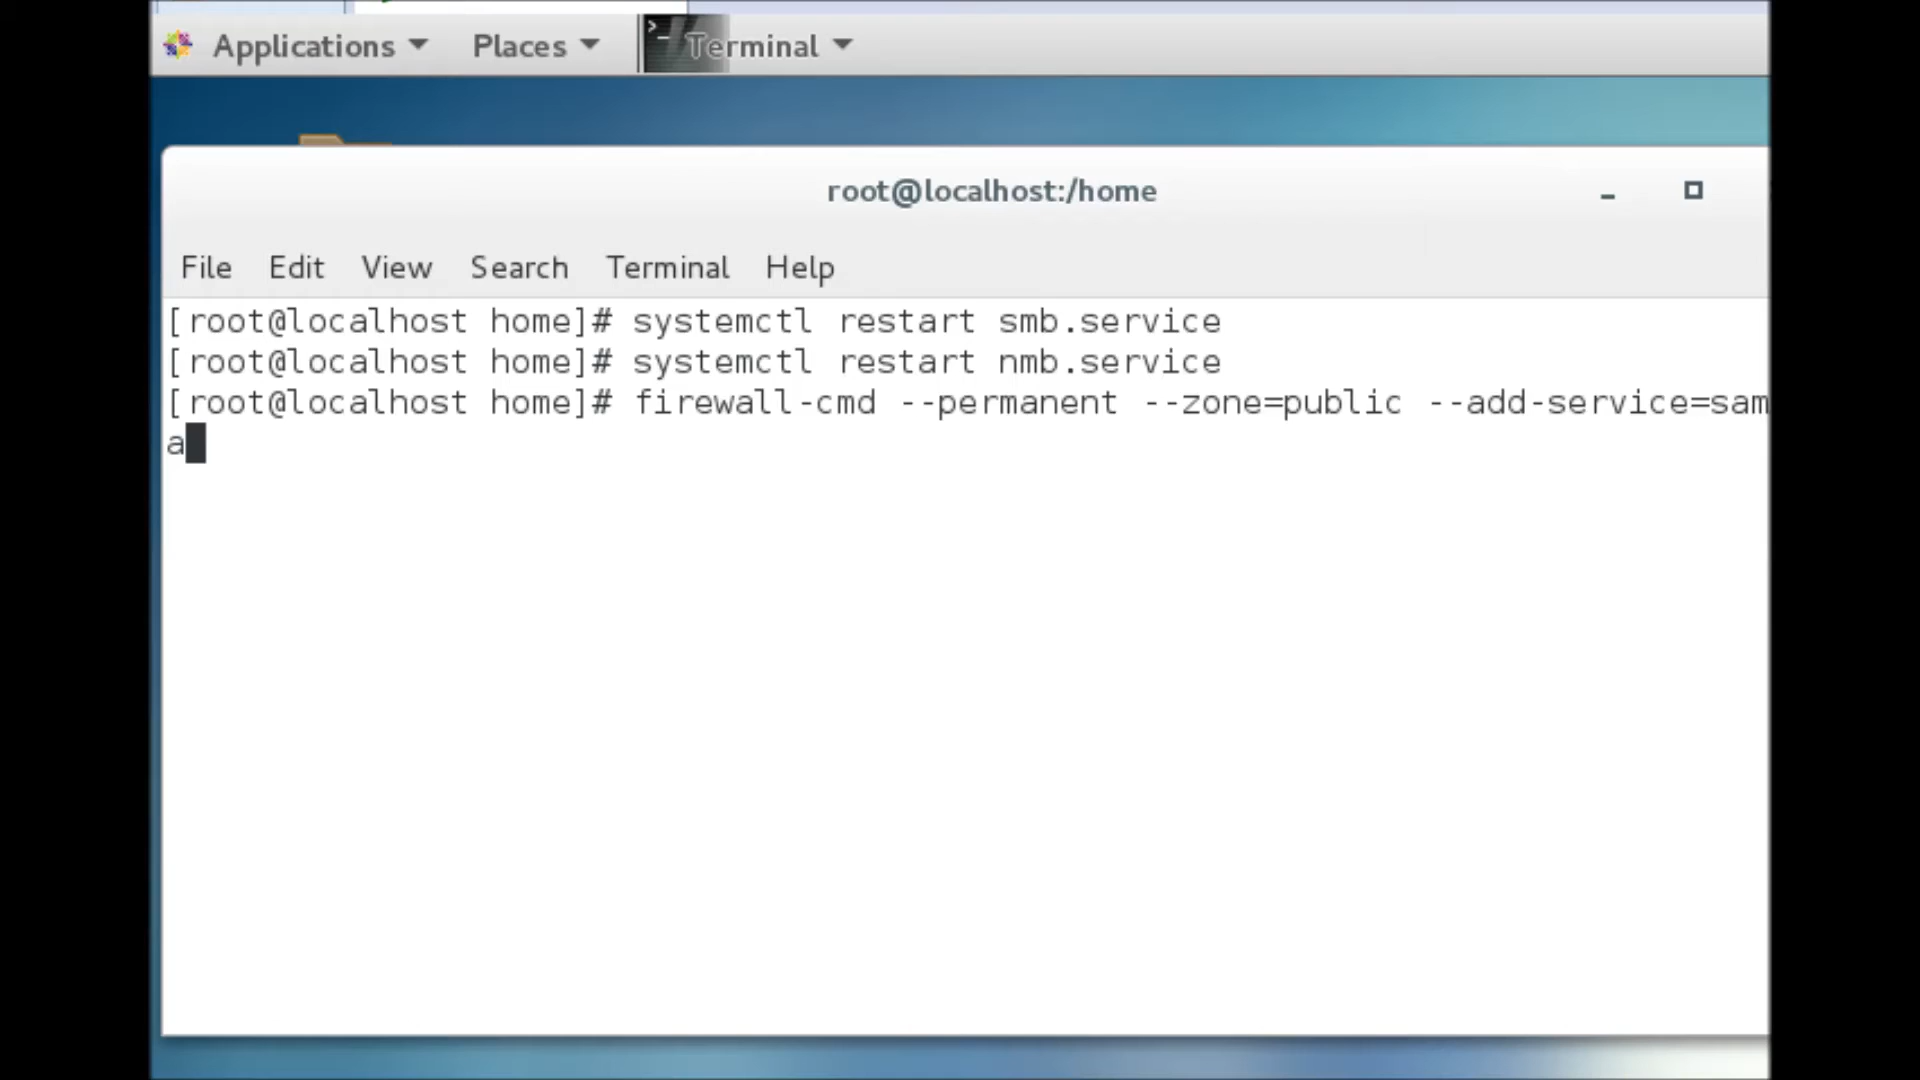 Applications Places Terminal
root@localhost:/home
File Edit View Search Terminal Help
[root@localhost home]# systemctl restart smb.service
[root@localhost home]# systemctl restart nmb.service
[root@localhost home]# firewall-cmd --permanent --zone=public --add-service=sam
a